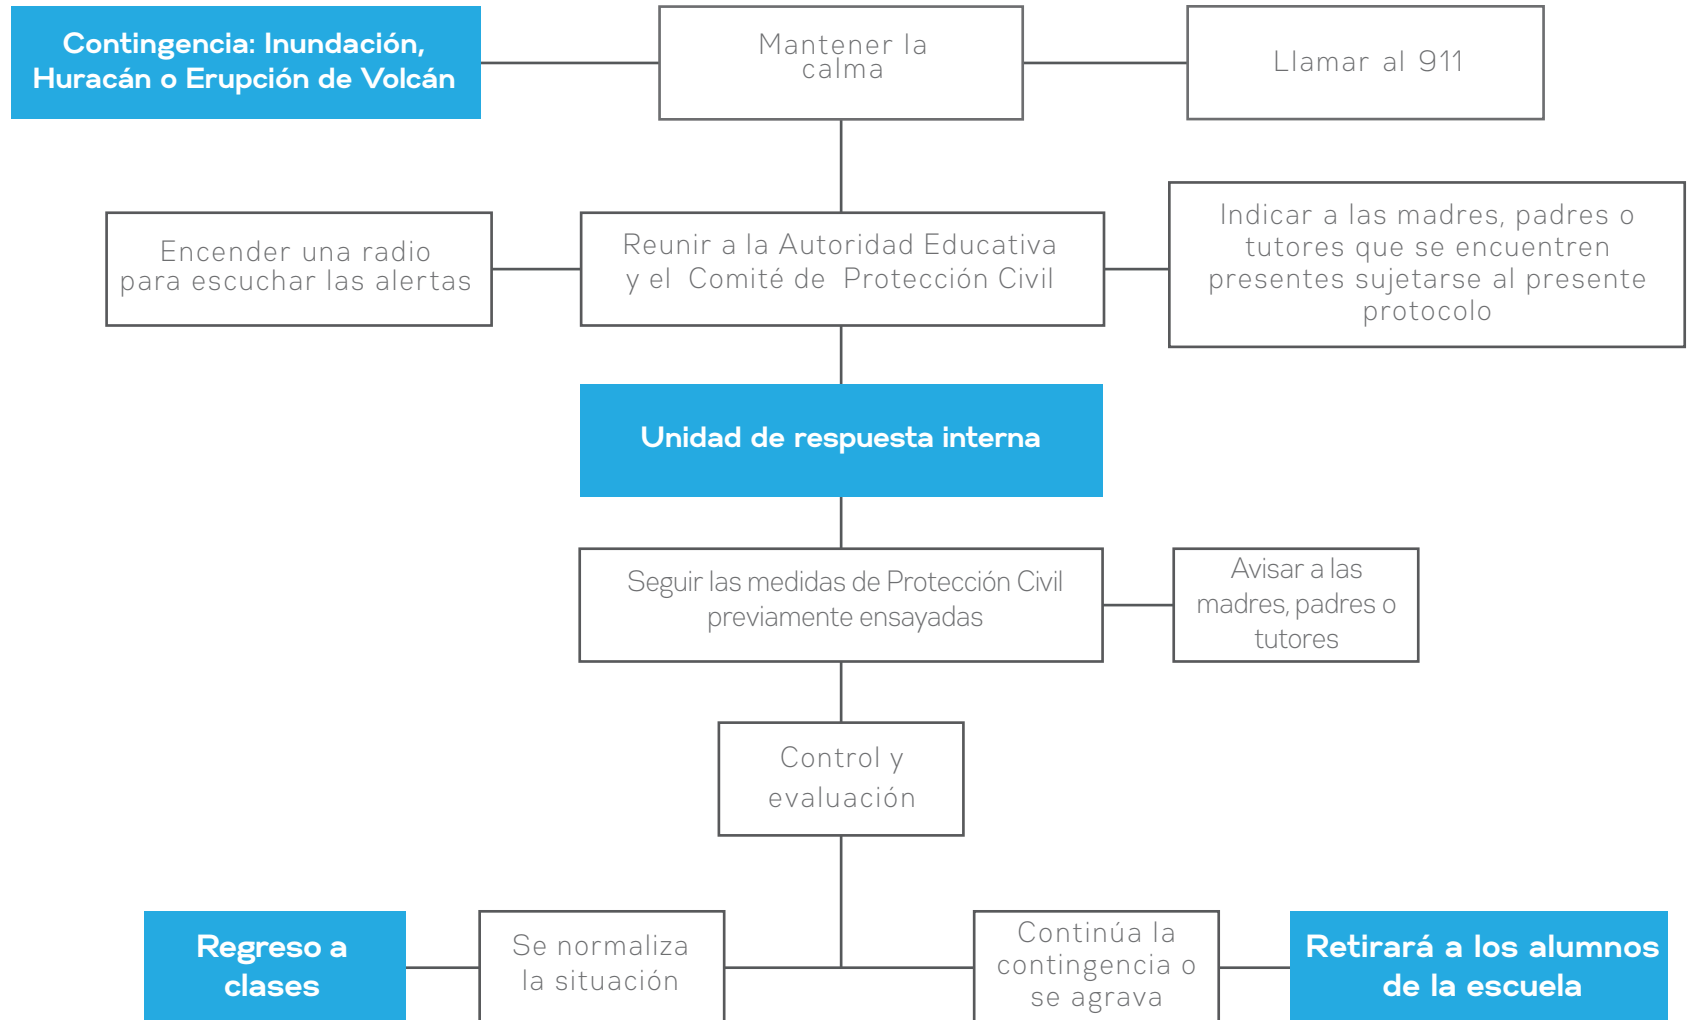 Contingencia: Inundación,
Huracán o Erupción de Volcán
Mantener la
calma
Llamar al 911
Encender una radio
para escuchar las alertas
Reunir a la Autoridad Educativa
y el Comité de Protección Civil
Indicar a las madres, padres o
tutores que se encuentren
presentes sujetarse al presente
protocolo
Unidad de respuesta interna
Seguir las medidas de Protección Civil
previamente ensayadas
Avisar a las
madres, padres o
tutores
Control y
evaluación
Regreso a
clases
Se normaliza
la situación
Continúa la
contingencia o
se agrava
Retirará a los alumnos
de la escuela